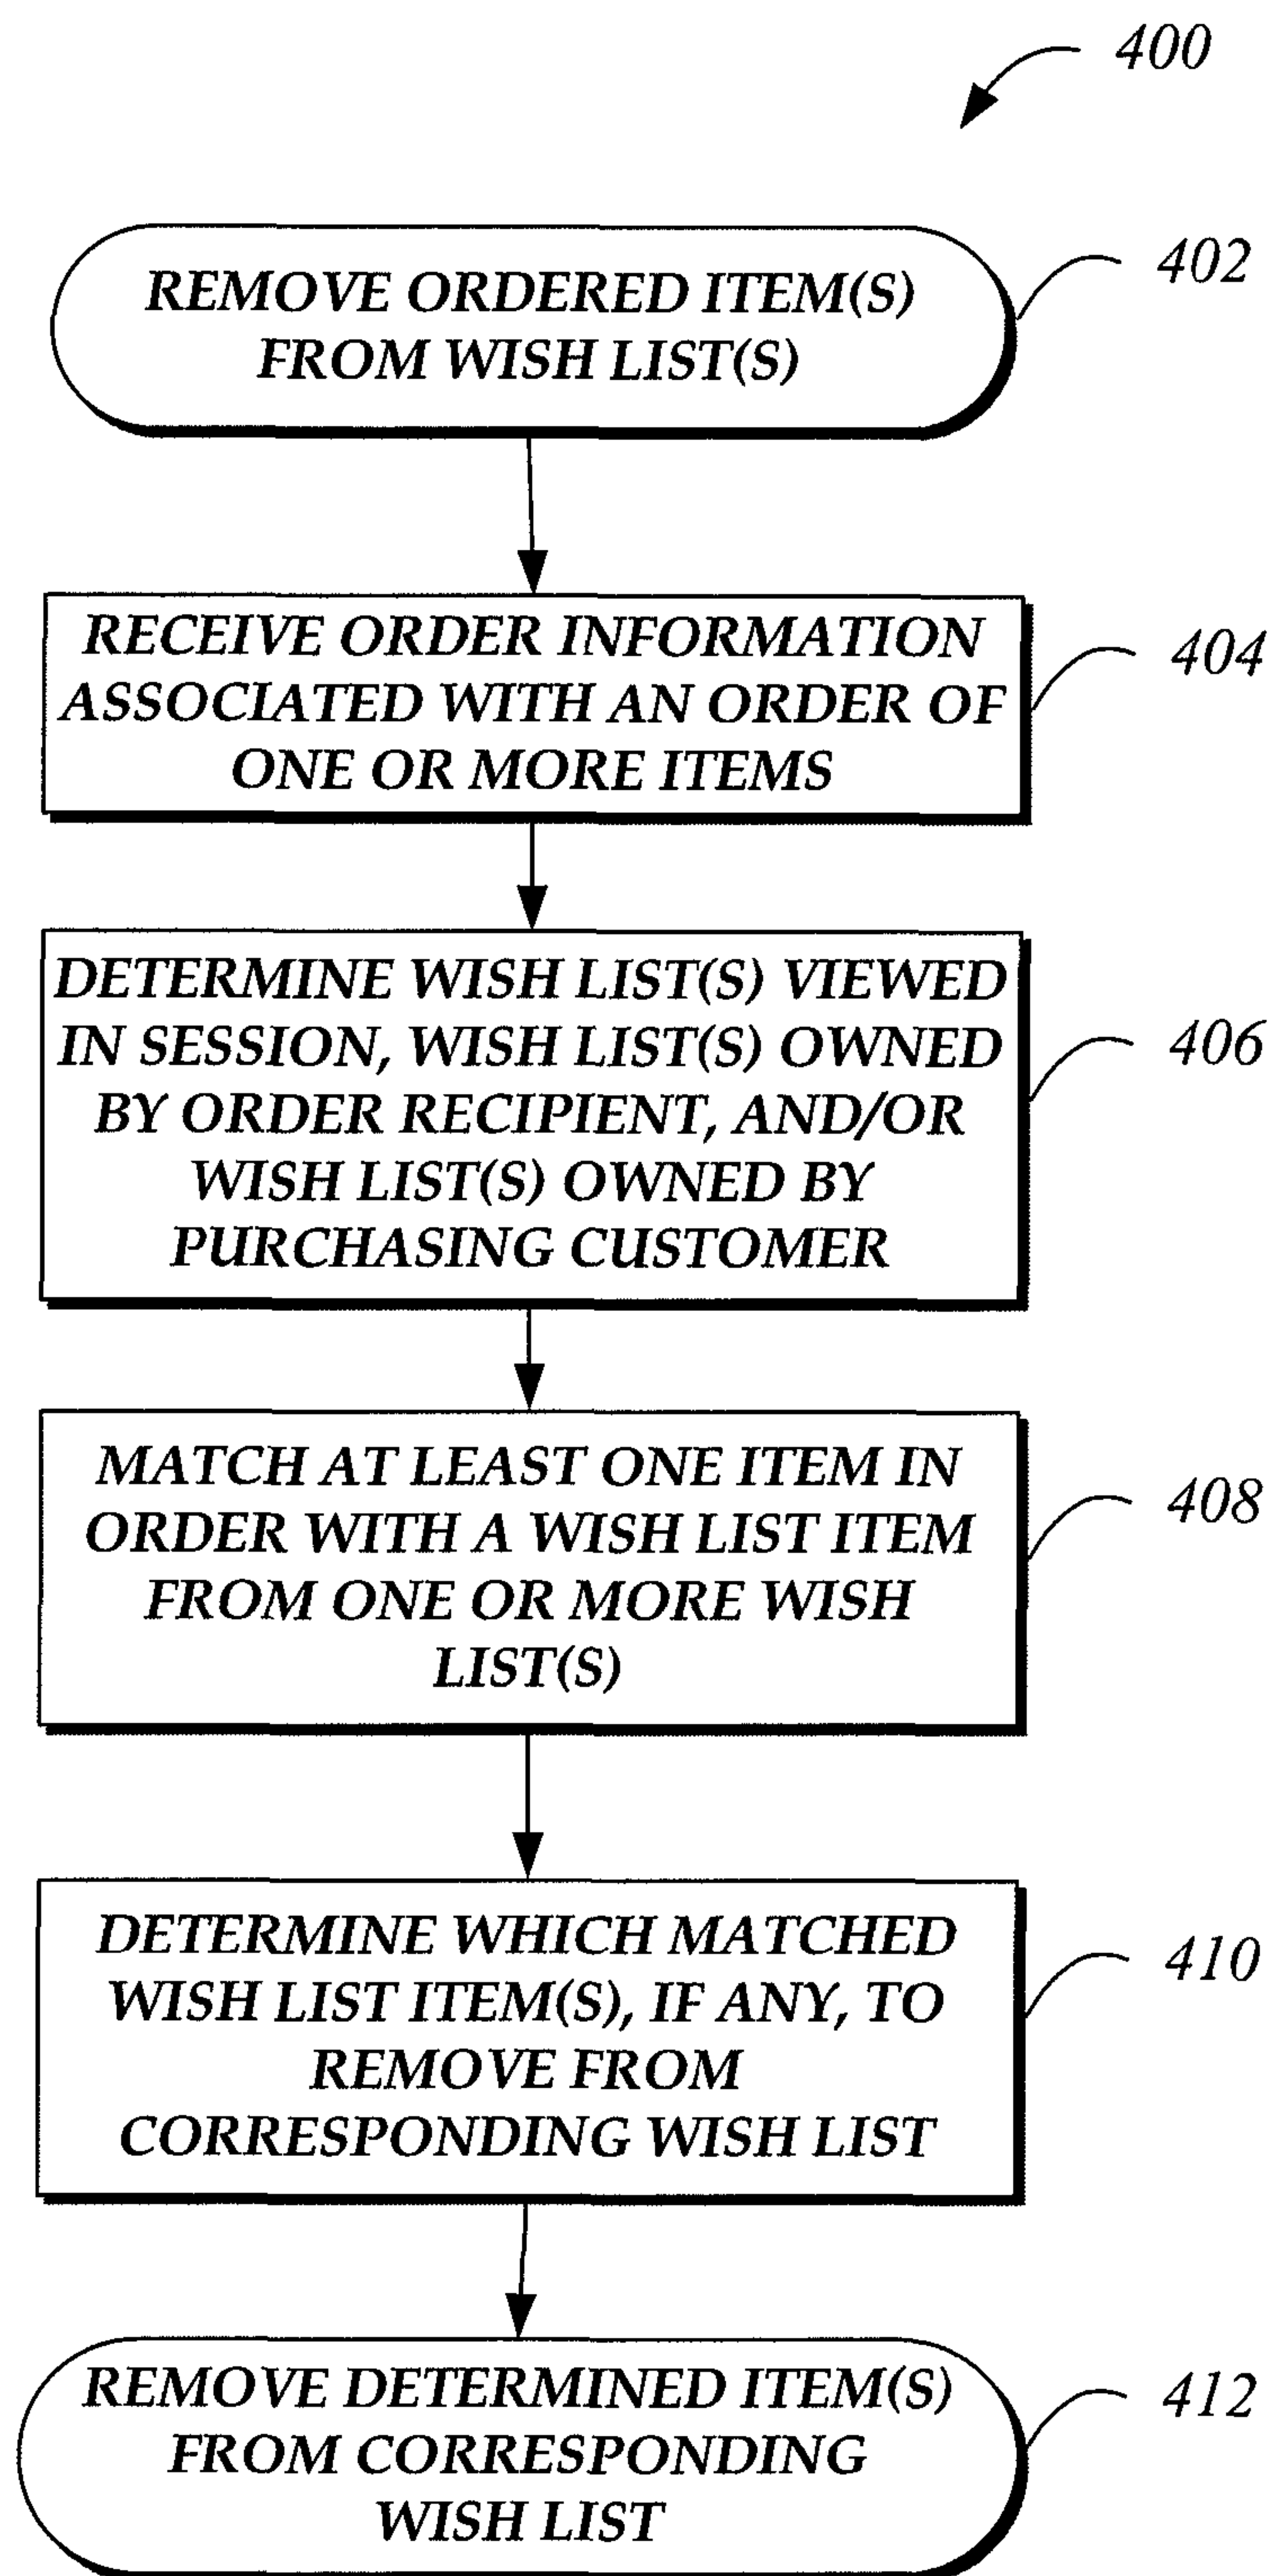 400
REMOVE ORDERED ITEM(S)
FROM WISH LIST(S)
402
RECEIVE ORDER INFORMATION
ASSOCIATED WITH AN ORDER OF
ONE OR MORE ITEMS
404
DETERMINE WISH LIST(S) VIEWED
IN SESSION, WISH LIST(S) OWNED
BY ORDER RECIPIENT, AND/OR
WISH LIST(S) OWNED BY
PURCHASING CUSTOMER
406
MATCH AT LEAST ONE ITEM IN
ORDER WITH A WISH LIST ITEM
FROM ONE OR MORE WISH
LIST(S)
408
DETERMINE WHICH MATCHED
WISH LIST ITEM(S), IF ANY, TO
REMOVE FROM
CORRESPONDING WISH LIST
410
REMOVE DETERMINED ITEM(S)
FROM CORRESPONDING
WISH LIST
412